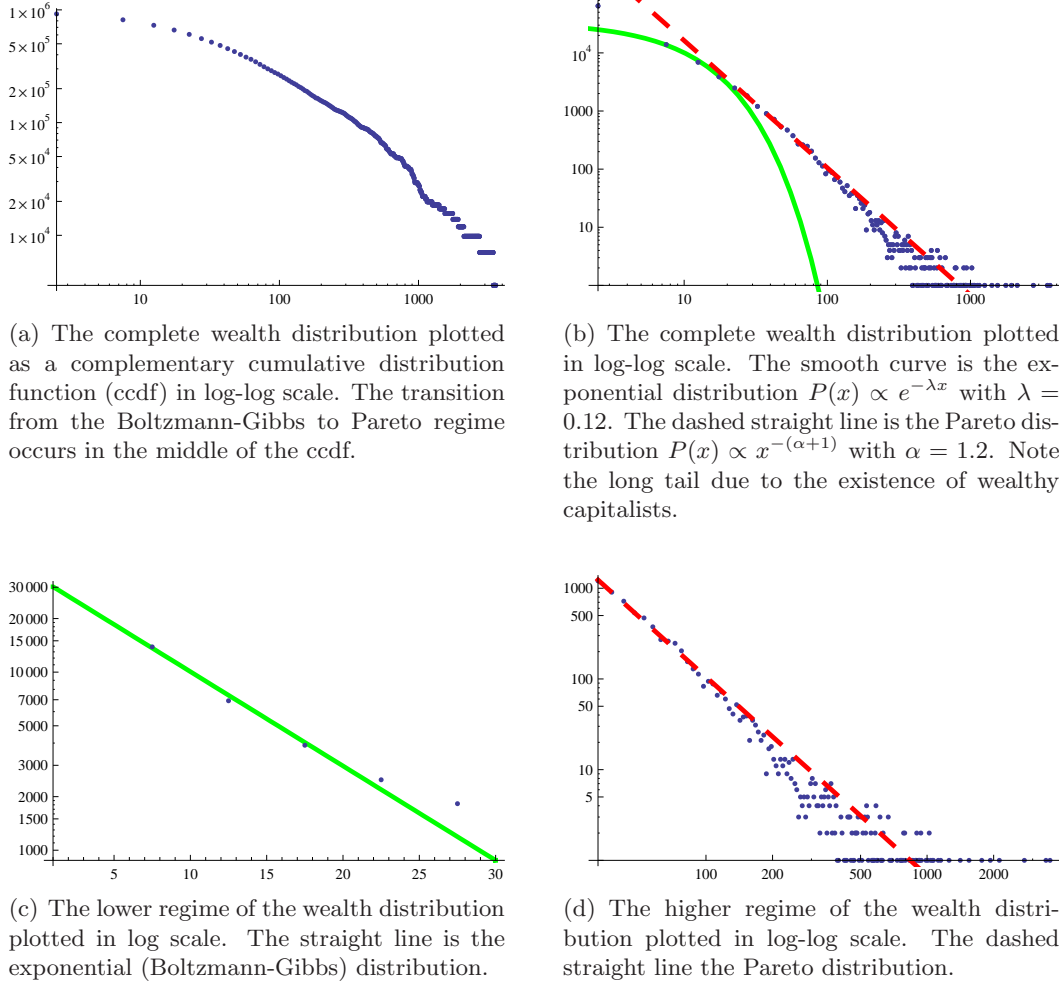 1×10⁶
5×10⁵
2×10⁵
1×10⁵
5×10⁴
2×10⁴
1×10⁴
10 100 1000
(a) The complete wealth distribution plotted
as a complementary cumulative distribution
function (ccdf) in log-log scale. The transition
from the Boltzmann-Gibbs to Pareto regime
occurs in the middle of the ccdf.
10⁴
1000
100
10
10 100 1000
(b) The complete wealth distribution plotted
in log-log scale. The smooth curve is the ex-
ponential distribution P(x) ∝ e^{−λx} with λ =
0.12. The dashed straight line is the Pareto dis-
tribution P(x) ∝ x^{−(α+1)} with α = 1.2. Note
the long tail due to the existence of wealthy
capitalists.
30000
20000
15000
10000
7000
5000
3000
2000
1500
1000
5 10 15 20 25 30
(c) The lower regime of the wealth distribution
plotted in log scale. The straight line is the
exponential (Boltzmann-Gibbs) distribution.
1000
500
100
50
10
5
100 200 500 1000 2000
(d) The higher regime of the wealth distri-
bution plotted in log-log scale. The dashed
straight line the Pareto distribution.